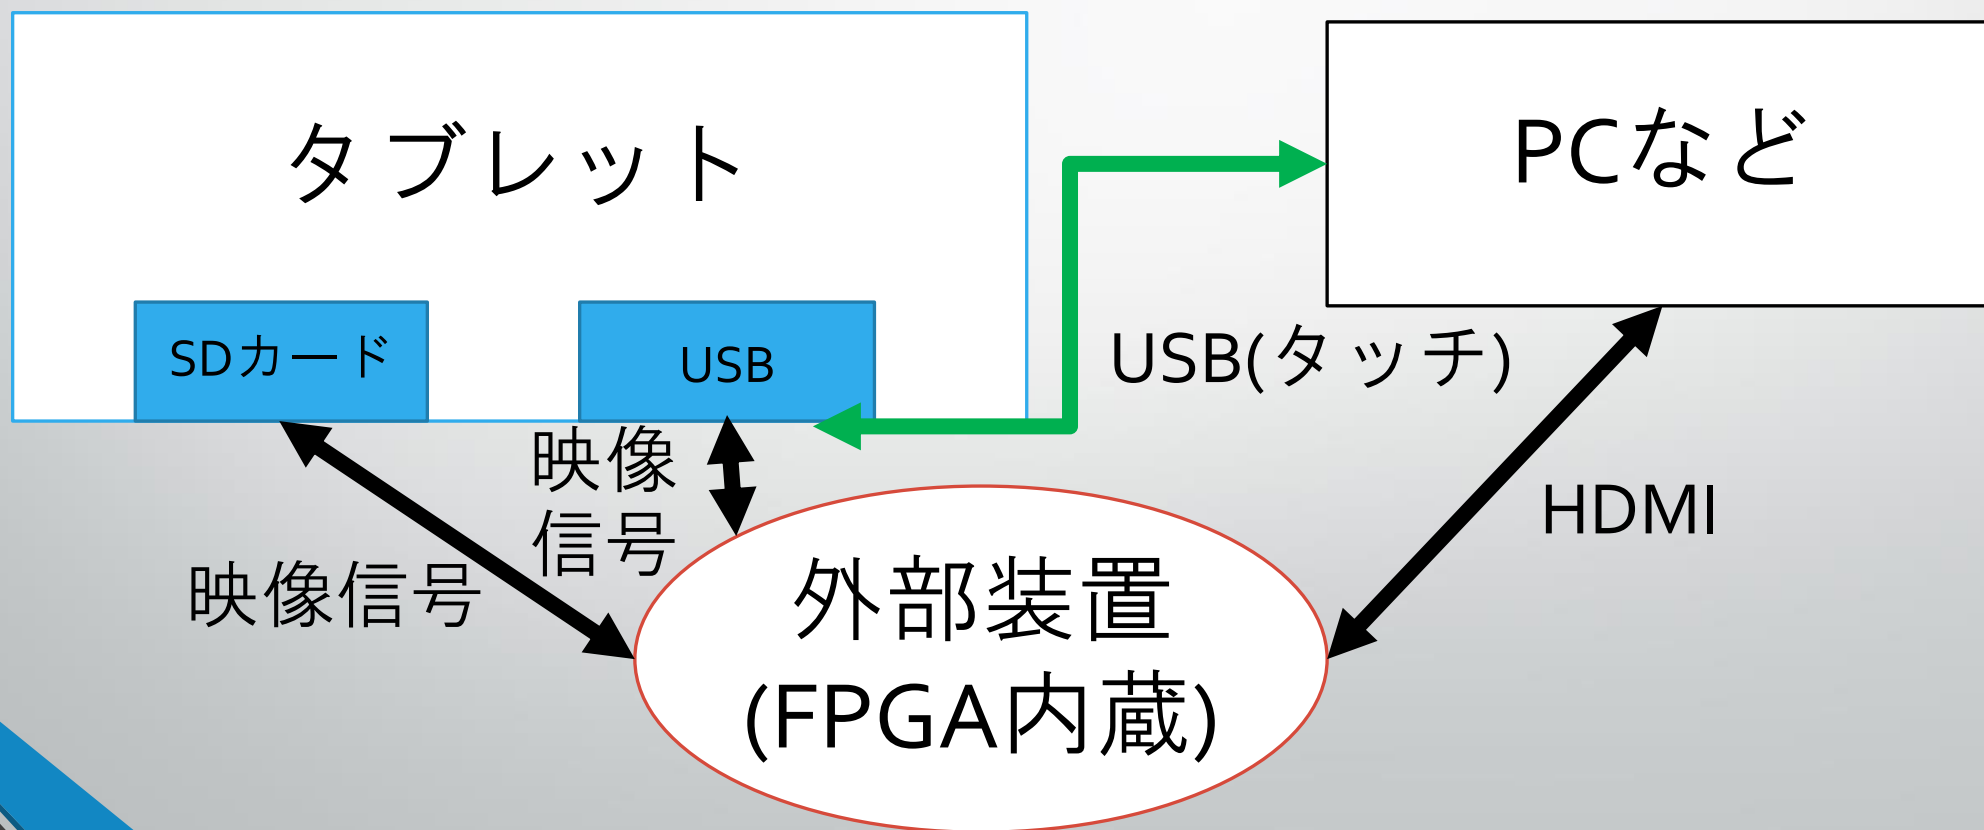 タブレット
PCなど
SDカード
USB
USB(タッチ)
映像
信号
映像信号
HDMI
外部装置
(FPGA内蔵)